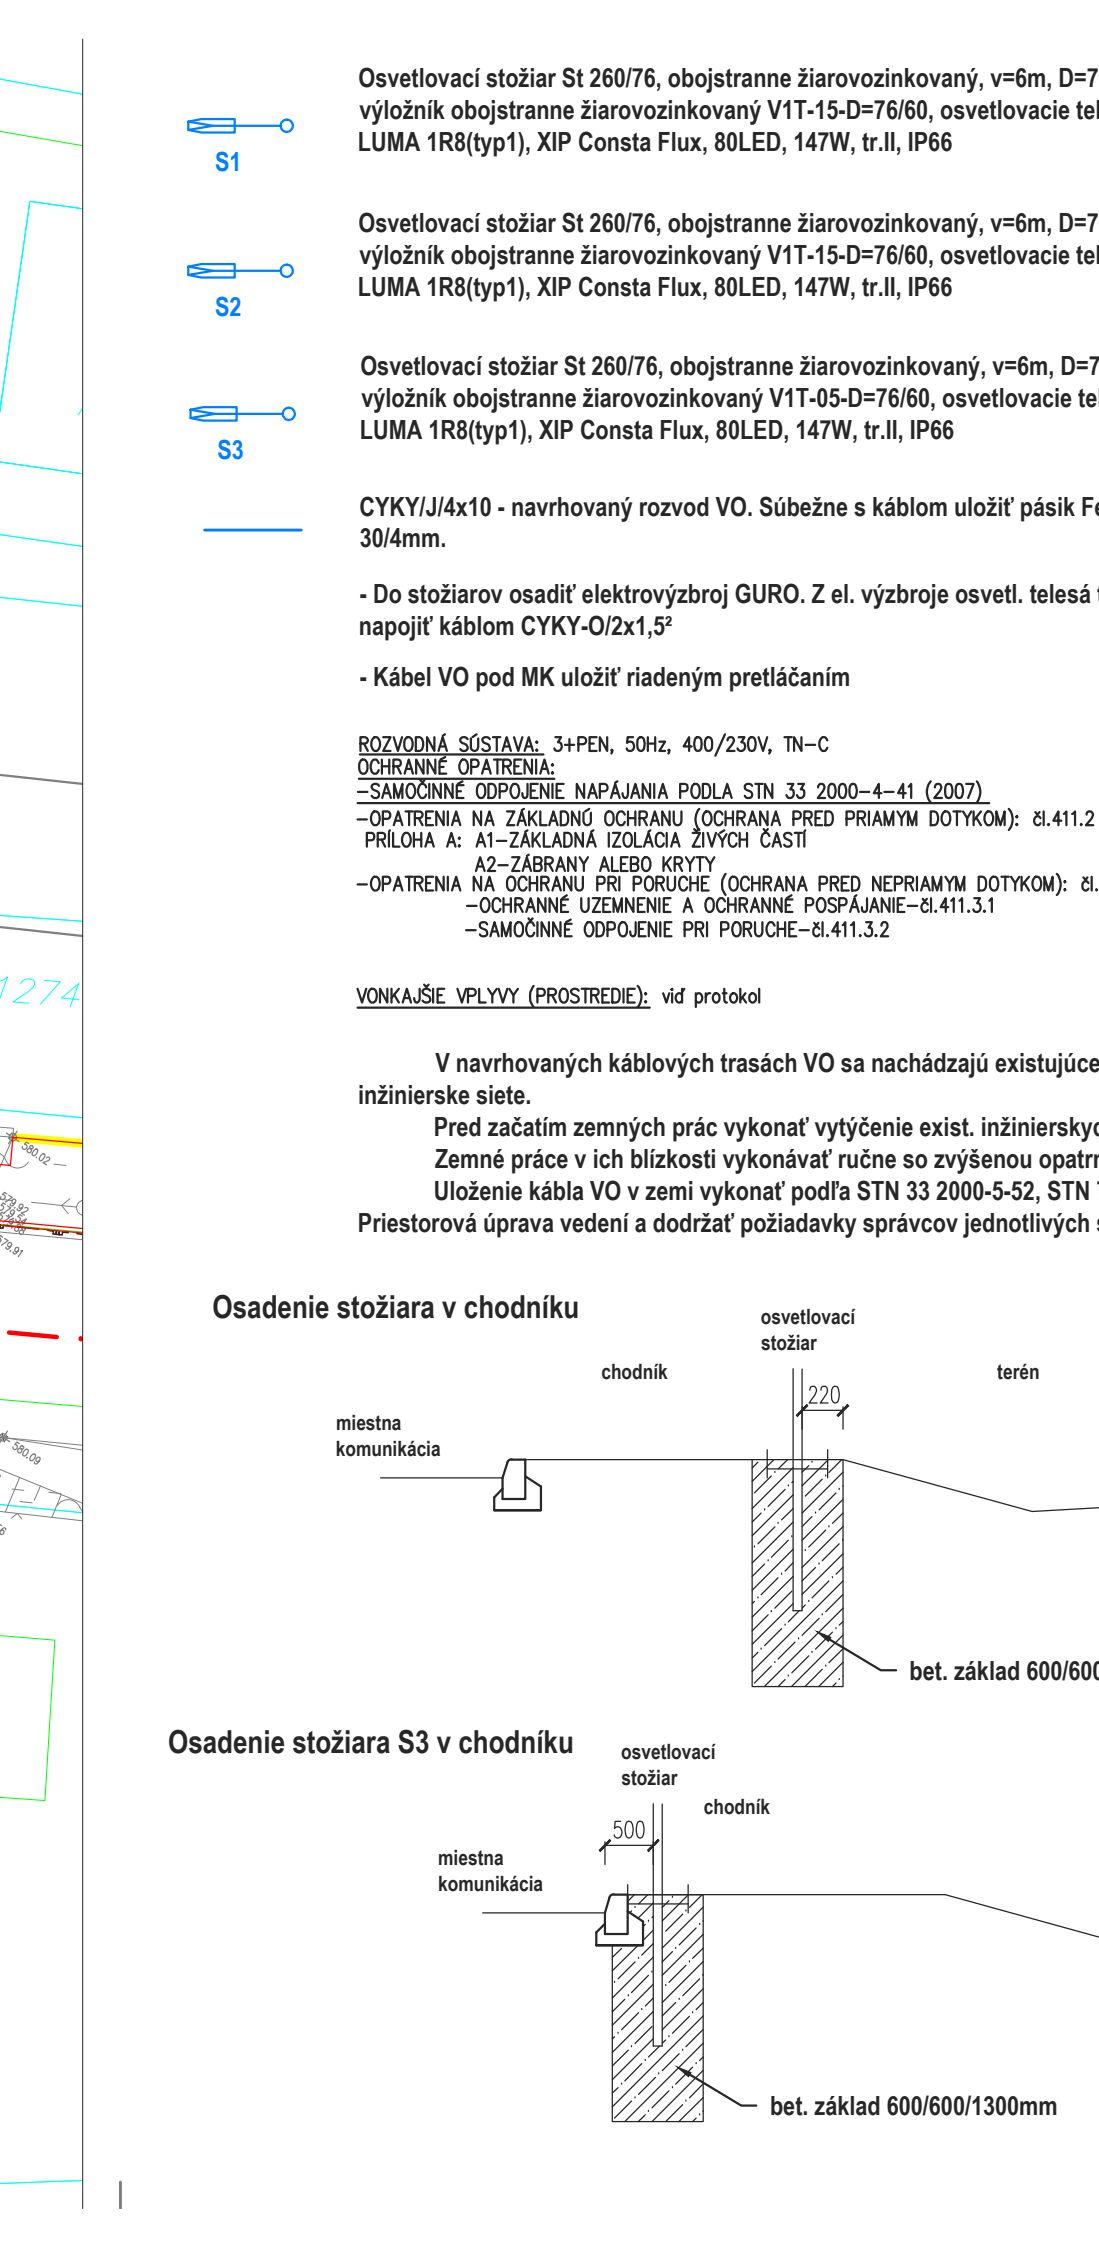 Osvetlovací stožiar St 260/76, obojstranne žiarovozinkovaný, v=6m, D=7
výložník obojstranne žiarovozinkovaný V1T-15-D=76/60, osvetlovacie tel
LUMA 1R8(typ1), XIP Consta Flux, 80LED, 147W, tr.II, IP66
S1
Osvetlovací stožiar St 260/76, obojstranne žiarovozinkovaný, v=6m, D=7
výložník obojstranne žiarovozinkovaný V1T-15-D=76/60, osvetlovacie tel
LUMA 1R8(typ1), XIP Consta Flux, 80LED, 147W, tr.II, IP66
S2
Osvetlovací stožiar St 260/76, obojstranne žiarovozinkovaný, v=6m, D=7
výložník obojstranne žiarovozinkovaný V1T-05-D=76/60, osvetlovacie tel
LUMA 1R8(typ1), XIP Consta Flux, 80LED, 147W, tr.II, IP66
S3
CYKY/J/4x10 - navrhovaný rozvod VO. Súbežne s káblom uložiť pásik Fe
30/4mm.
- Do stožiarov osadiť elektrovýzbroj GURO. Z el. výzbroje osvetl. telesá t
napojiť káblom CYKY-O/2x1,5²
- Kábel VO pod MK uložiť riadeným pretláčaním
ROZVODNÁ SÚSTAVA: 3+PEN, 50Hz, 400/230V, TN-C
OCHRANNÉ OPATRENIA:
-SAMOČINNÉ ODPOJENIE NAPÁJANIA PODLA STN 33 2000-4-41 (2007)
-OPATRENIA NA ZÁKLADNÚ OCHRANU (OCHRANA PRED PRIAMYM DOTYKOM): čl.411.2
PRÍLOHA A: A1-ZÁKLADNÁ IZOLÁCIA ŽIVÝCH ČASTÍ
A2-ZÁBRANY ALEBO KRYTY
-OPATRENIA NA OCHRANU PRI PORUCHE (OCHRANA PRED NEPRIAMYM DOTYKOM): čl.
-OCHRANNÉ UZEMNENIE A OCHRANNÉ POSPÁJANIE-čl.411.3.1
-SAMOČINNÉ ODPOJENIE PRI PORUCHE-čl.411.3.2
1274
VONKAJŠIE VPLYVY (PROSTREDIE): viď protokol
V navrhovaných káblových trasách VO sa nachádzajú existujúce
inžinierske siete.
Pred začatím zemných prác vykonať vytýčenie exist. inžinierskyc
Zemné práce v ich blízkosti vykonávať ručne so zvýšenou opatrn
Uloženie kábla VO v zemi vykonať podľa STN 33 2000-5-52, STN 7
Priestorová úprava vedení a dodržať požiadavky správcov jednotlivých s
580.02
579.92
579.91
580.09
Osadenie stožiara v chodníku
osvetlovací
stožiar
chodník
terén
220
miestna
komunikácia
bet. základ 600/600
Osadenie stožiara S3 v chodníku
osvetlovací
stožiar
chodník
500
miestna
komunikácia
bet. základ 600/600/1300mm